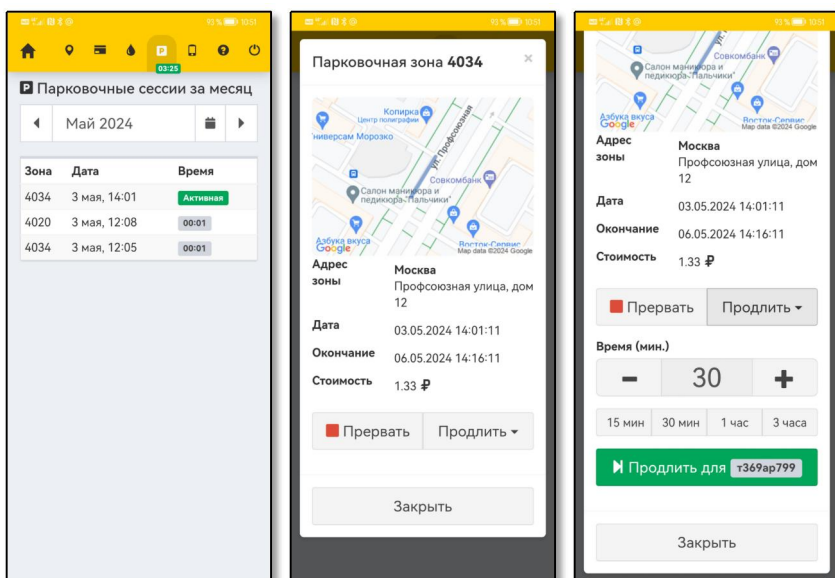 93 % 10:51
03:25
P Парковочные сессии за месяц
Май 2024
Зона Дата Время
4034 3 мая, 14:01 Активная
4020 3 мая, 12:08 00:01
4034 3 мая, 12:05 00:01
93 % 10:51
Парковочная зона 4034 ×
Копирка
Центр полиграфии
ниверсам Морозко
ул. Профсоюзная
Совкомбанк
Салон маникюра и
педикюра "Пальчики"
Азбука вкуса
Восток-Сервис
Google
Map data ©2024 Google
Адрес зоны
Москва
Профсоюзная улица, дом
12
Дата 03.05.2024 14:01:11
Окончание 06.05.2024 14:16:11
Стоимость 1.33 ₽
Прервать Продлить
Закрыть
93 % 10:51
Совкомбанк
Салон маникюра и
педикюра "Пальчики"
Азбука вкуса
Восток-Сервис
Google
Map data ©2024 Google
Адрес зоны
Москва
Профсоюзная улица, дом
12
Дата 03.05.2024 14:01:11
Окончание 06.05.2024 14:16:11
Стоимость 1.33 ₽
Прервать Продлить
Время (мин.)
− 30 +
15 мин 30 мин 1 час 3 часа
Продлить для т369ар799
Закрыть